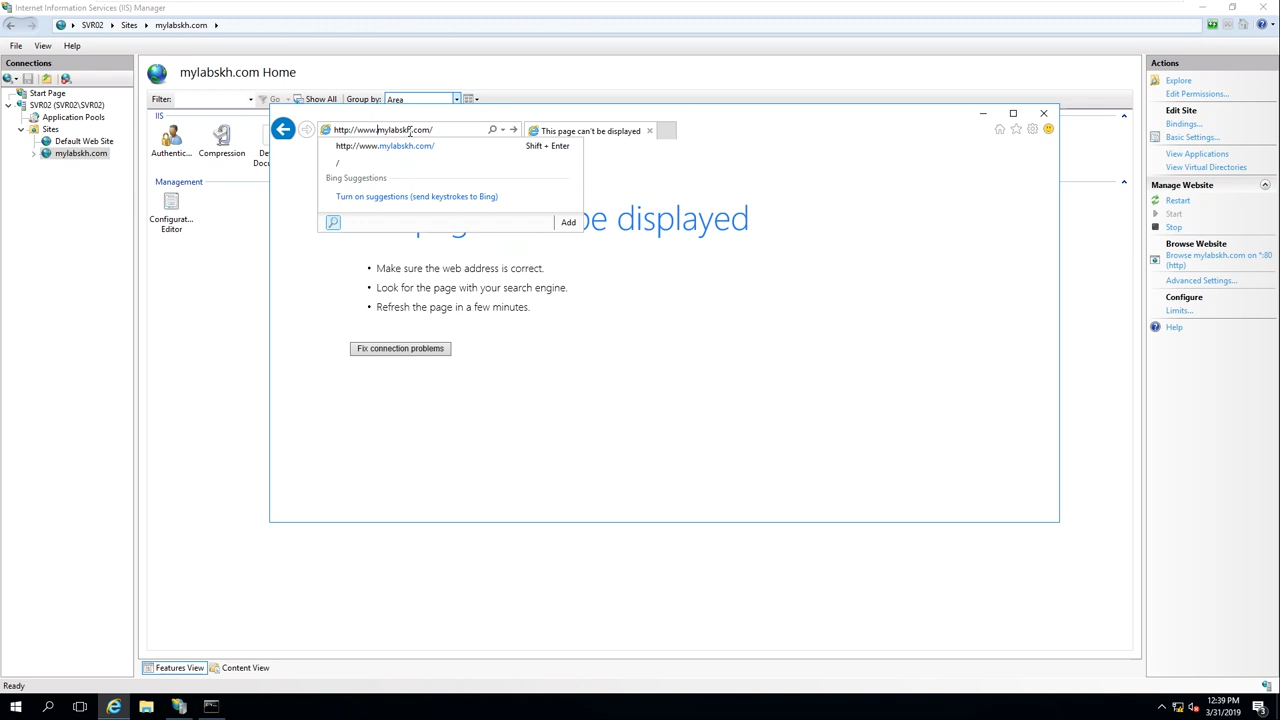 Internet Information Services (IIS) Manager
SVR02
Sites
mylabskh.com
File
View
Help
Connections
Start Page
SVR02 (SVR02\SVR02)
Application Pools
Sites
Default Web Site
mylabskh.com
mylabskh.com Home
Filter:
Go
Show All
Group by:
Area
IIS
Authentic...
Compression
Management
Configurat...
Editor
http://www.mylabskh.com/
This page can't be displayed
http://www.mylabskh.com/
Shift + Enter
/
Bing Suggestions
Turn on suggestions (send keystrokes to Bing)
Add
be displayed
• Make sure the web address is correct.
• Look for the page with your search engine.
• Refresh the page in a few minutes.
Fix connection problems
Features View
Content View
Ready
Actions
Explore
Edit Permissions...
Edit Site
Bindings...
Basic Settings...
View Applications
View Virtual Directories
Manage Website
Restart
Start
Stop
Browse Website
Browse mylabskh.com on *:80
(http)
Advanced Settings...
Configure
Limits...
Help
12:39 PM
3/31/2019